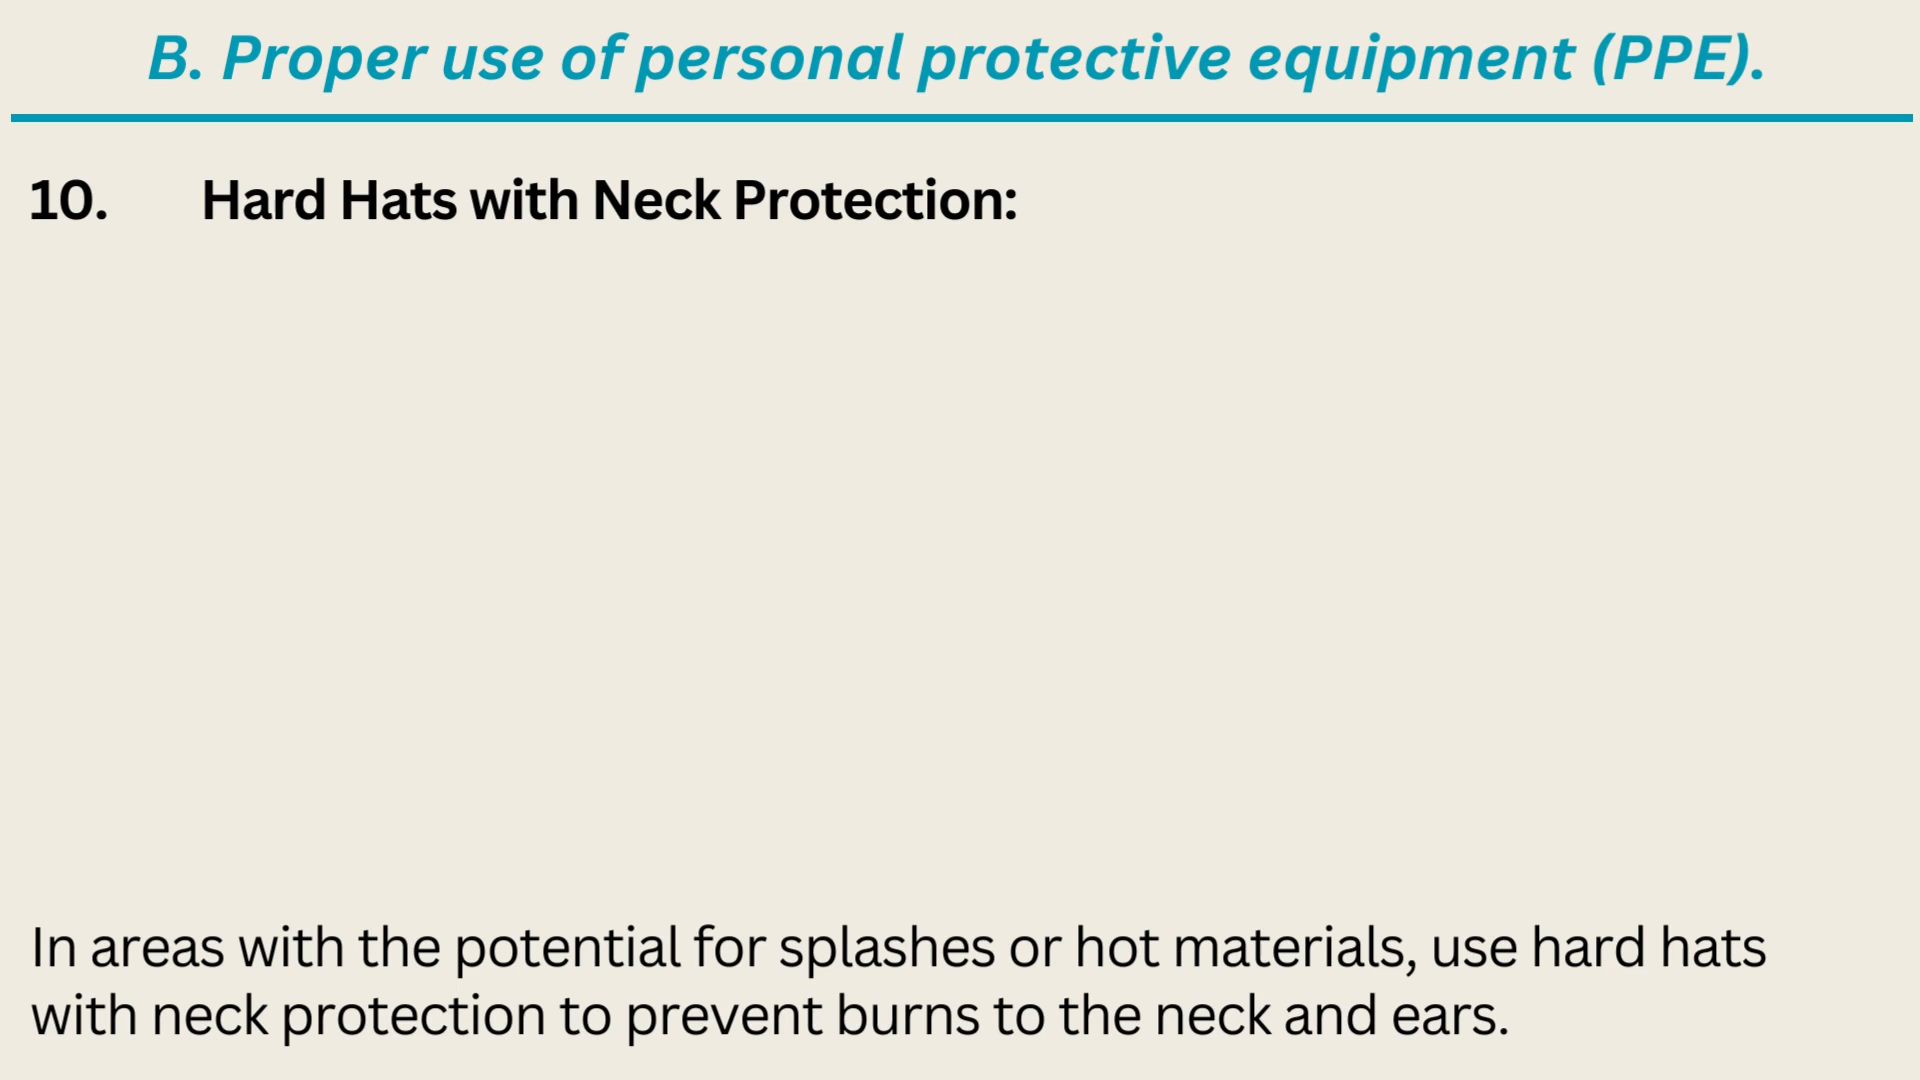 B. Proper use of personal protective equipment (PPE).
10. Hard Hats with Neck Protection:
In areas with the potential for splashes or hot materials, use hard hats
with neck protection to prevent burns to the neck and ears.